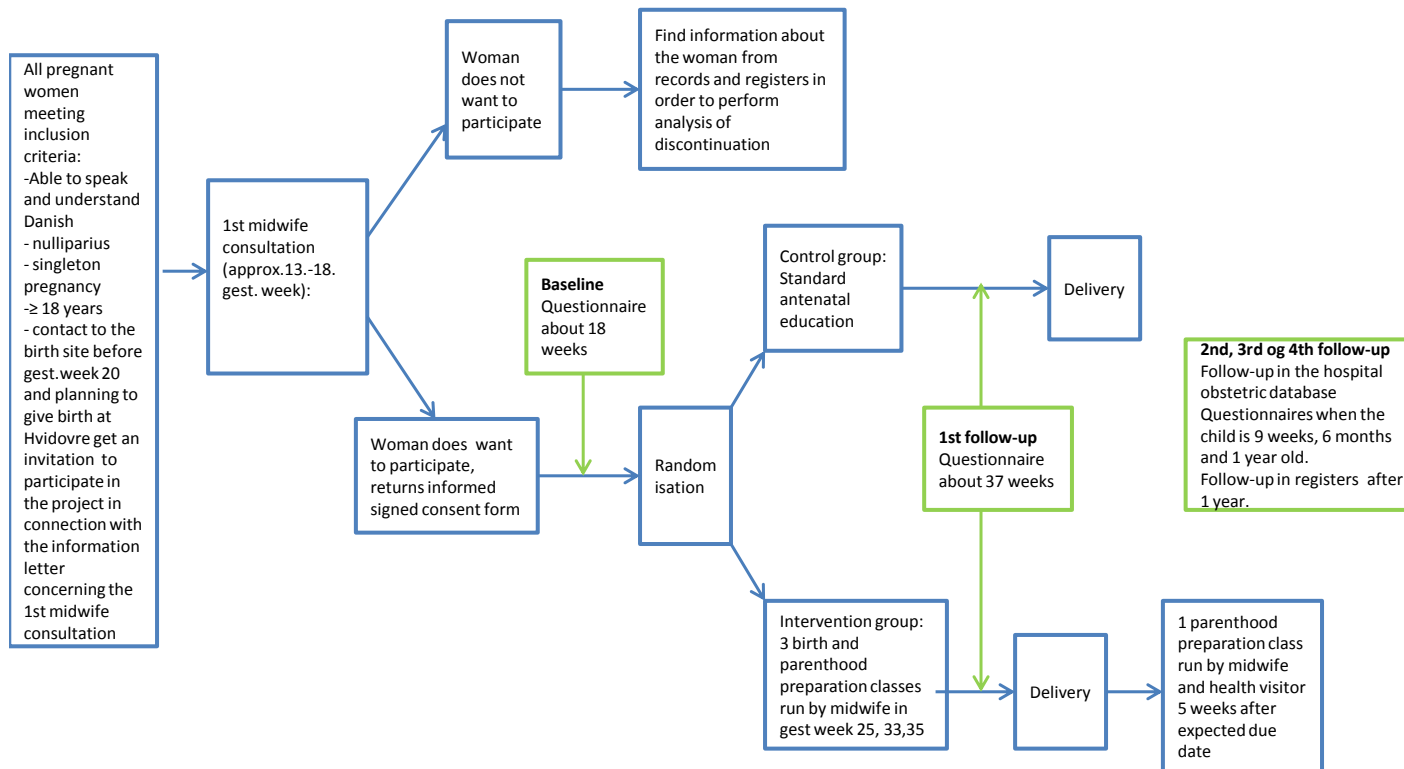 All pregnant
women
meeting
inclusion
criteria:
-Able to speak
and understand
Danish
- nulliparius
- singleton
pregnancy
-≥ 18 years
- contact to the
birth site before
gest.week 20
and planning to
give birth at
Hvidovre get an
invitation to
participate in
the project in
connection with
the information
letter
concerning the
1st midwife
consultation
1st midwife
consultation
(approx.13.-18.
gest. week):
Woman
does not
want to
participate
Find information about
the woman from
records and registers in
order to perform
analysis of
discontinuation
Woman does want
to participate,
returns informed
signed consent form
Baseline
Questionnaire
about 18
weeks
Random
isation
Control group:
Standard
antenatal
education
Delivery
1st follow-up
Questionnaire
about 37 weeks
Intervention group:
3 birth and
parenthood
preparation classes
run by midwife in
gest week 25, 33,35
Delivery
1 parenthood
preparation class
run by midwife
and health visitor
5 weeks after
expected due
date
2nd, 3rd og 4th follow-up
Follow-up in the hospital
obstetric database
Questionnaires when the
child is 9 weeks, 6 months
and 1 year old.
Follow-up in registers after
1 year.